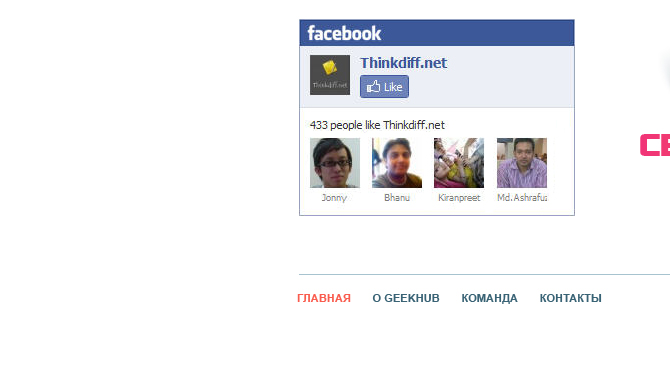 facebook
Thinkdiff.net
Thinkdiff.net
Like
433 people like Thinkdiff.net
Jonny Bhanu Kiranpreet Md.Ashrafuz
CE
ГЛАВНАЯ О GEEKHUB КОМАНДА КОНТАКТЫ